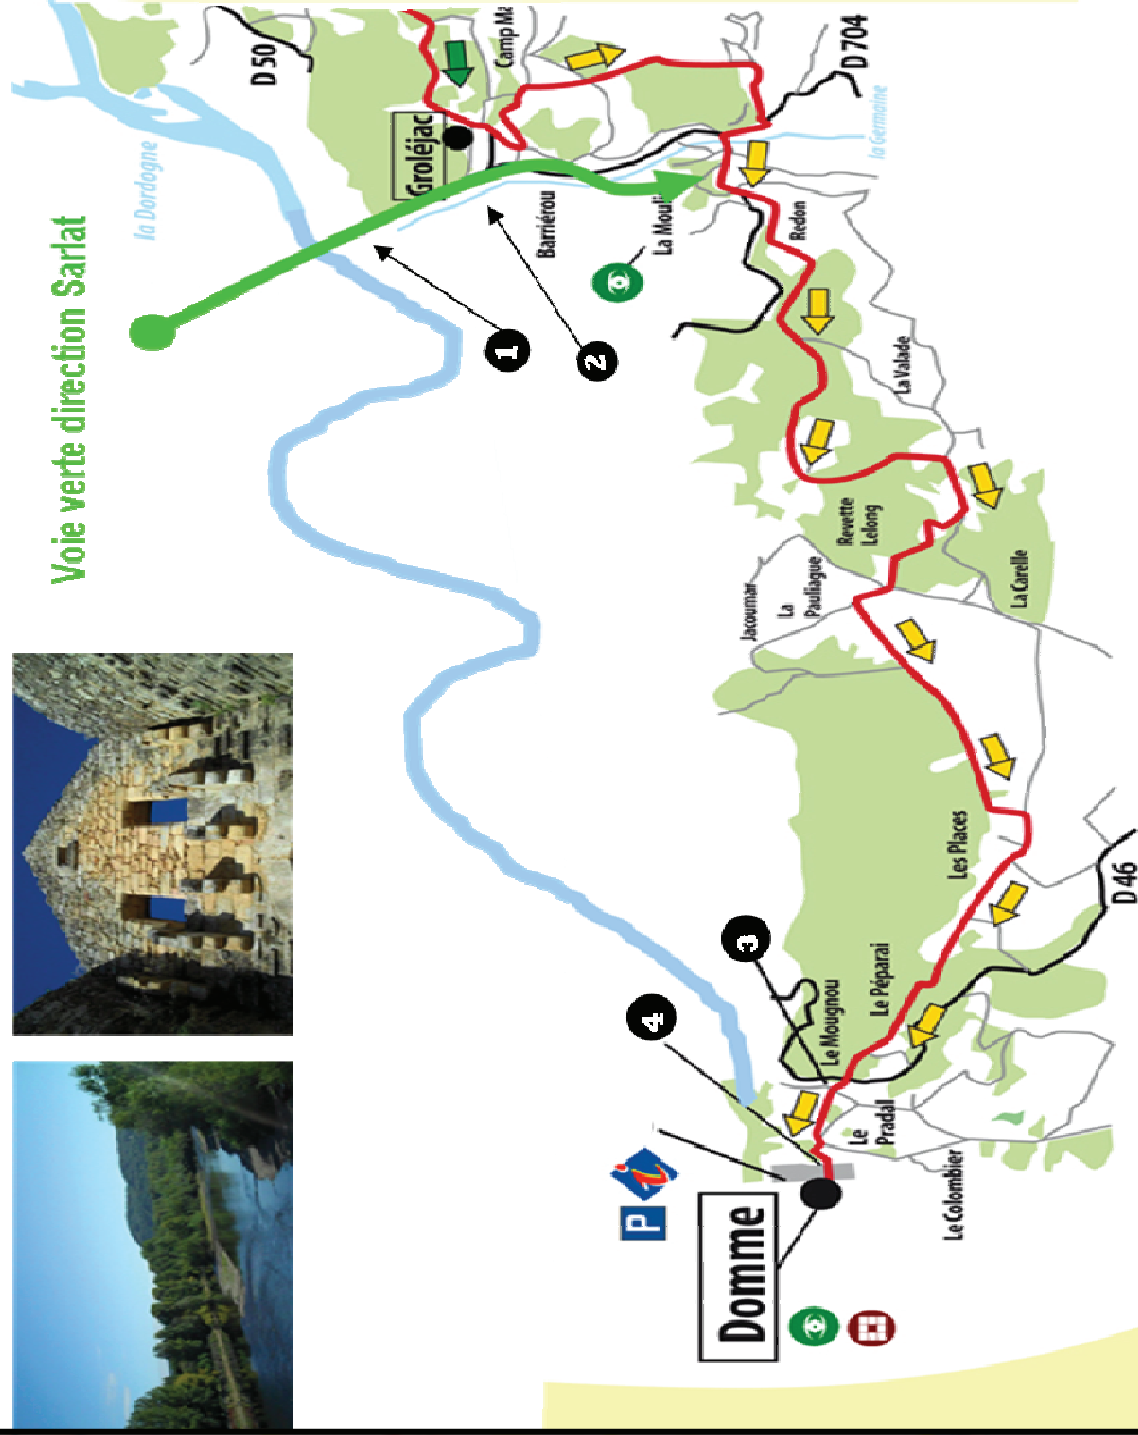 Voie verte direction Sarlat
la Dordogne
D 50
Groléjac
Camp Ma
D 704
la Germaine
Barriérou
La Mouli
Redon
1
2
La Valade
Revette
Lelong
Jacoumar
La
Pauliague
La Carelle
Les Places
D 46
3
4
Le Mougnou
Le Péparai
Le
Pradal
Le Colombier
P
i
Domme